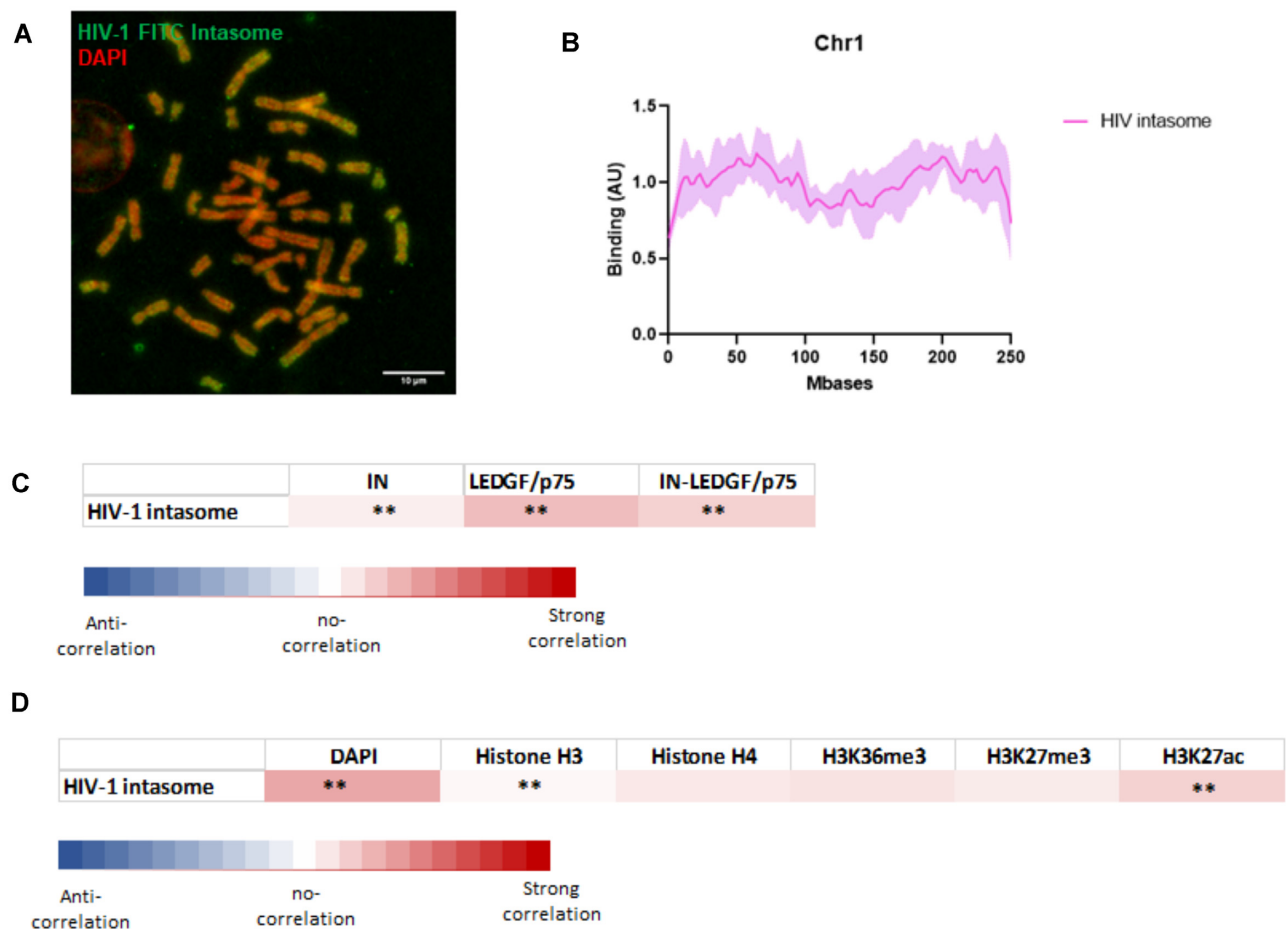 A
HIV-1 FITC Intasome
DAPI
10 µm
B
Chr1
Binding (AU)
1.5
1.0
0.5
0.0
0 50 100 150 200 250
Mbases
HIV intasome
C
IN LEDGF/p75 IN-LEDGF/p75
HIV-1 intasome ** ** **
Anti-
correlation
no-
correlation
Strong
correlation
D
DAPI Histone H3 Histone H4 H3K36me3 H3K27me3 H3K27ac
HIV-1 intasome ** ** **
Anti-
correlation
no-
correlation
Strong
correlation